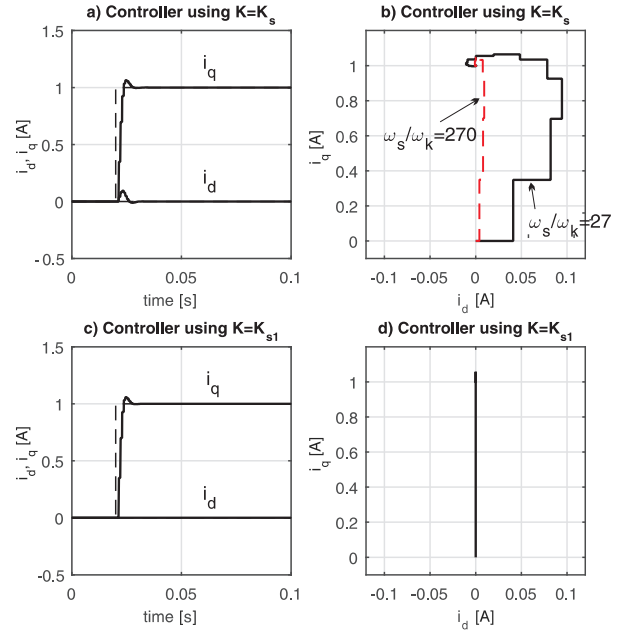 a) Controller using K=Ks
1.5
1
0.5
0
-0.5
i_d, i_q [A]
i_q
i_d
0
0.05
0.1
time [s]
b) Controller using K=Ks
1
0.8
0.6
0.4
0.2
0
i_q [A]
ω_s/ω_k=270
ω_s/ω_k=27
-0.1
-0.05
0
0.05
0.1
i_d [A]
c) Controller using K=K_s1
1.5
1
0.5
0
-0.5
i_d, i_q [A]
i_q
i_d
0
0.05
0.1
time [s]
d) Controller using K=K_s1
1
0.8
0.6
0.4
0.2
0
i_q [A]
-0.1
-0.05
0
0.05
0.1
i_d [A]